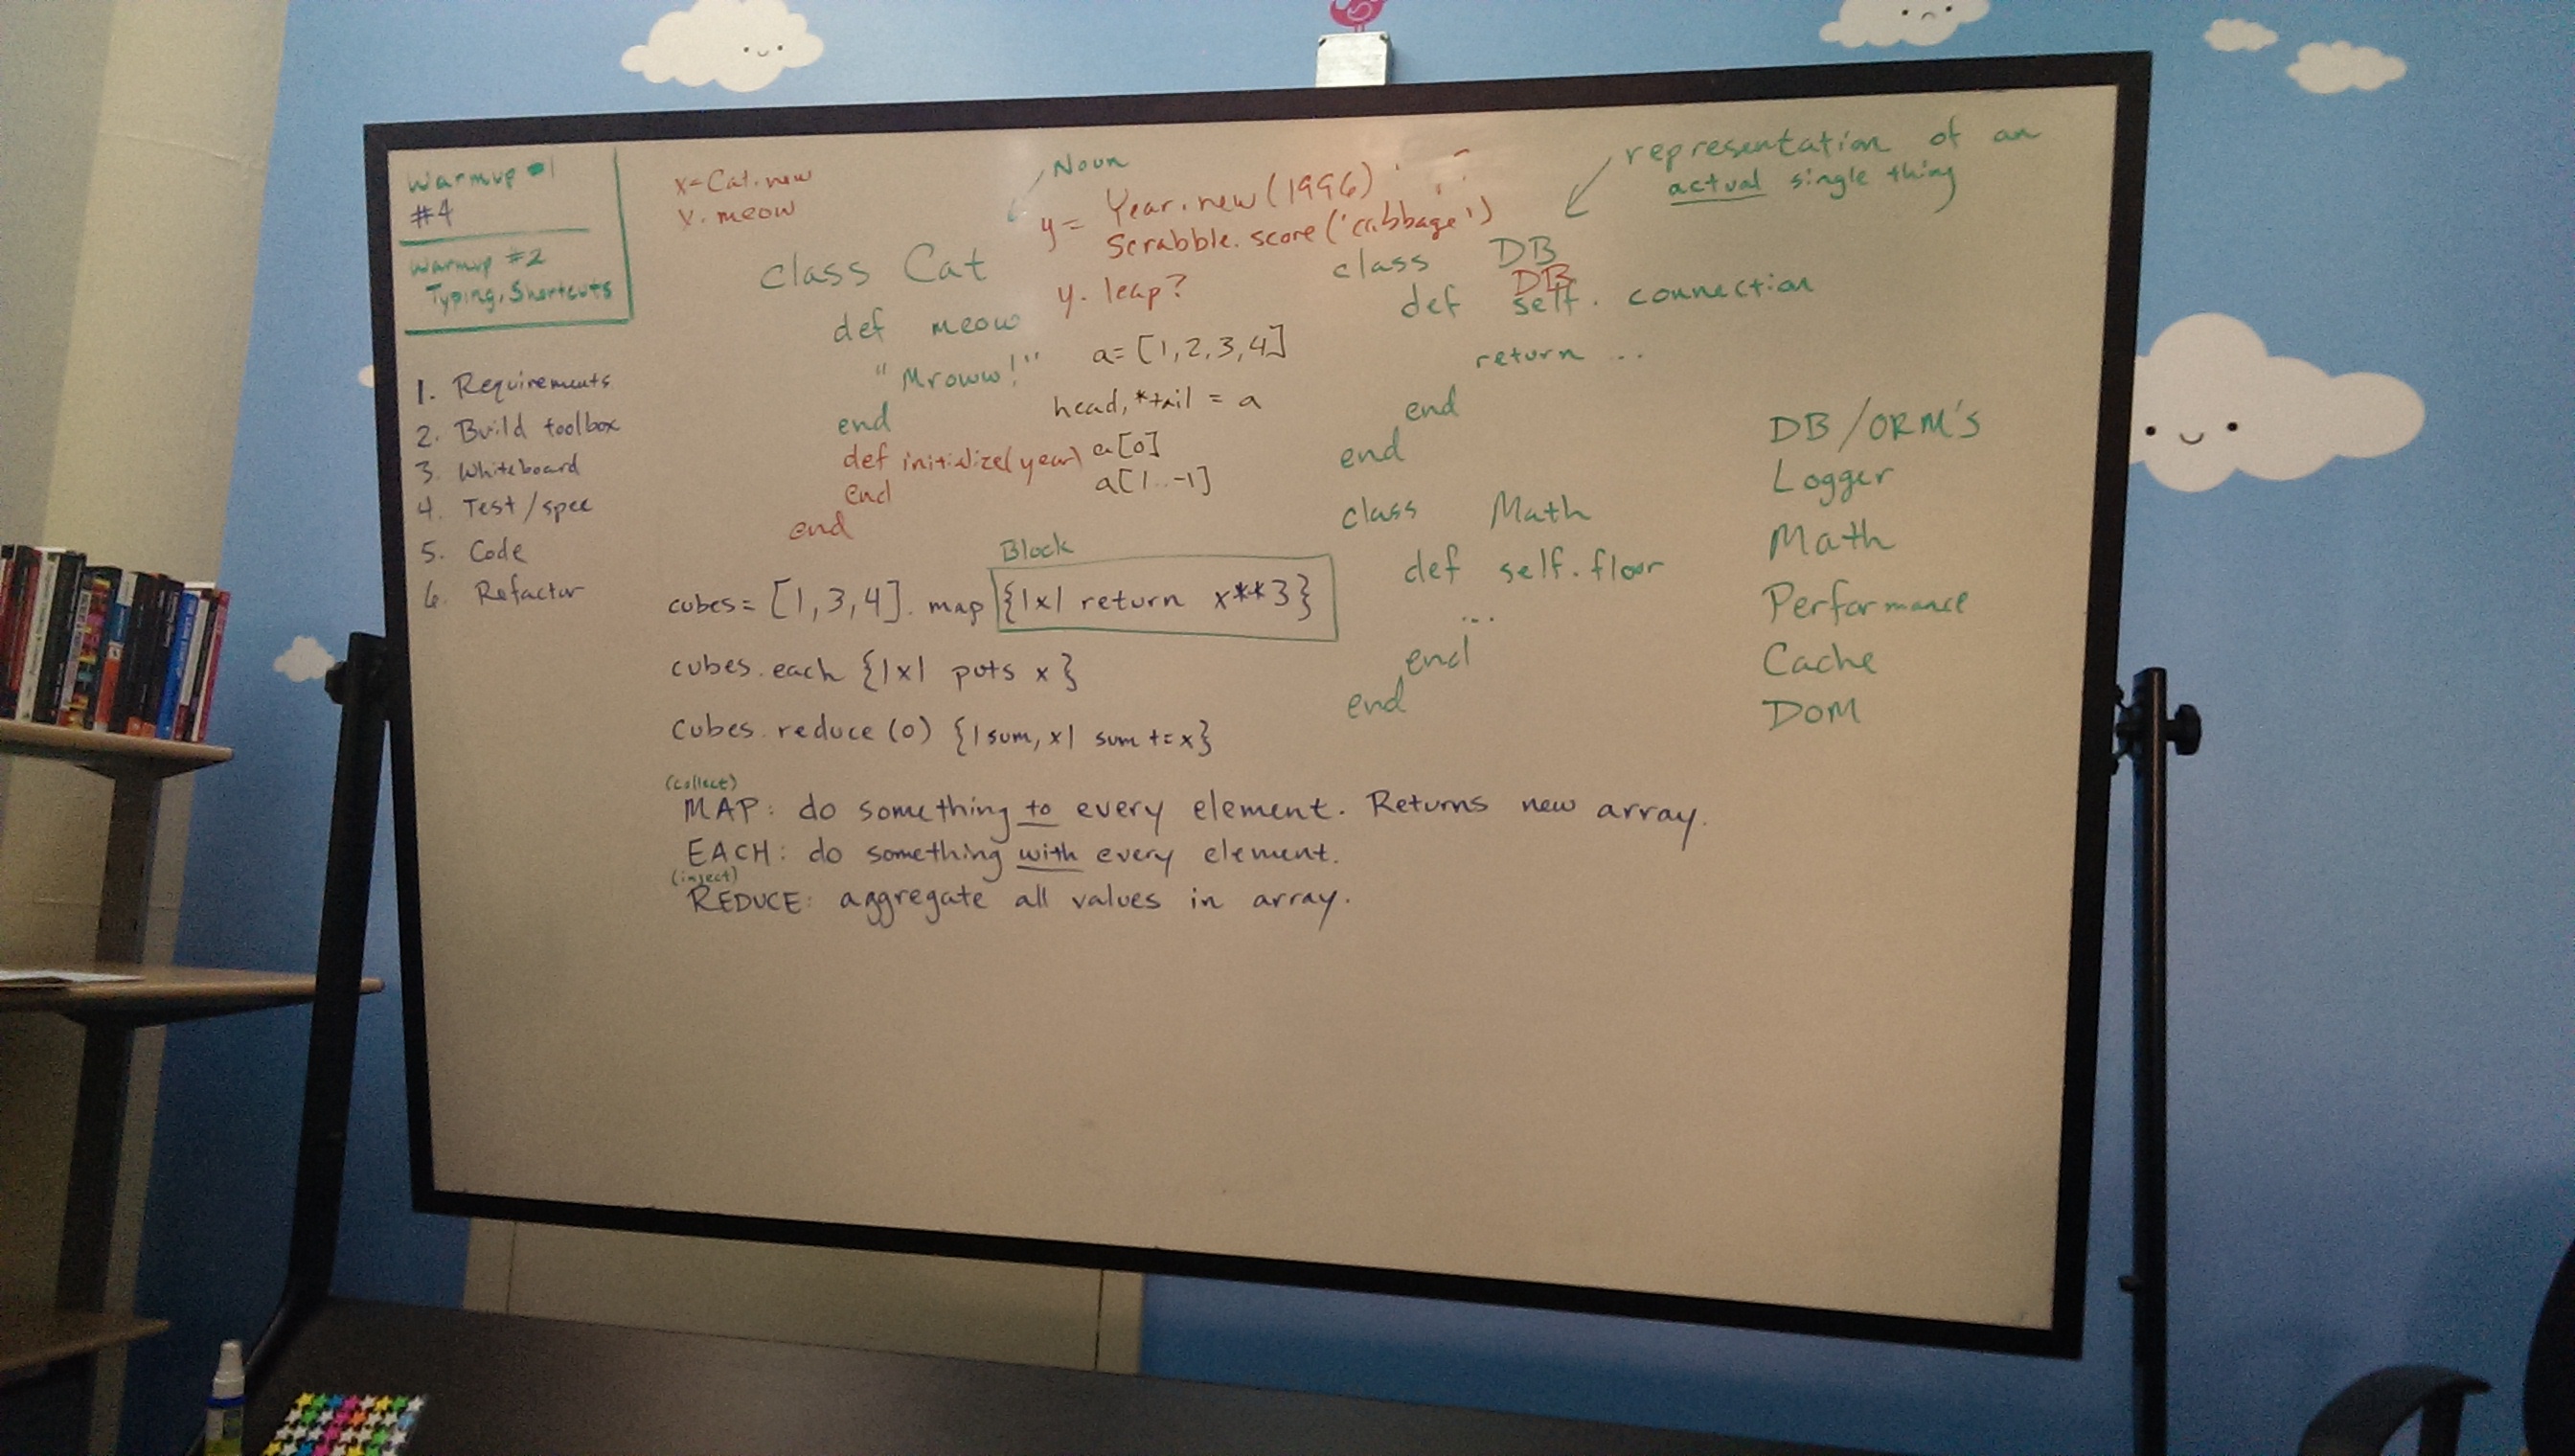 Warmup #1
#4
Warmup #2
Typing, Shortcuts
1. Requirements
2. Build toolbox
3. Whiteboard
4. Test/spec
5. Code
6. Refactor
x=Cat.new
x.meow
Noun
class Cat
def meow
"Mroww!"
end
def initialize(year)
end
end
y= Year.new(1996)
Scrabble.score('cabbage')
y. leap?
a=[1,2,3,4]
head,*tail = a
a[0]
a[1..-1]
representation of an
actual single thing
class DB
DB
def self. connection
return ...
end
end
class Math
def self.floor
...
end
end
DB/ORM's
Logger
Math
Performance
Cache
DOM
Block
cubes= [1,3,4]. map {|x| return x**3}
cubes.each {|x| puts x}
cubes.reduce(0) {|sum,x| sum+=x}
(collect)
MAP: do something to every element. Returns new array.
EACH: do something with every element.
(inject)
REDUCE: aggregate all values in array.